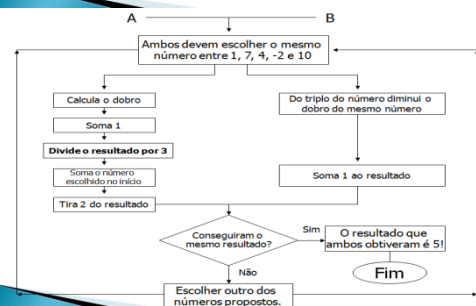 A
B
Ambos devem escolher o mesmo
número entre 1, 7, 4, -2 e 10
Calcula o dobro
Soma 1
Divide o resultado por 3
Soma o número
escolhido no início
Tira 2 do resultado
Do triplo do número diminui o
dobro do mesmo número
Soma 1 ao resultado
Conseguiram o
mesmo resultado?
Sim
O resultado que
ambos obtiveram é 5!
Fim
Não
Escolher outro dos
números propostos.